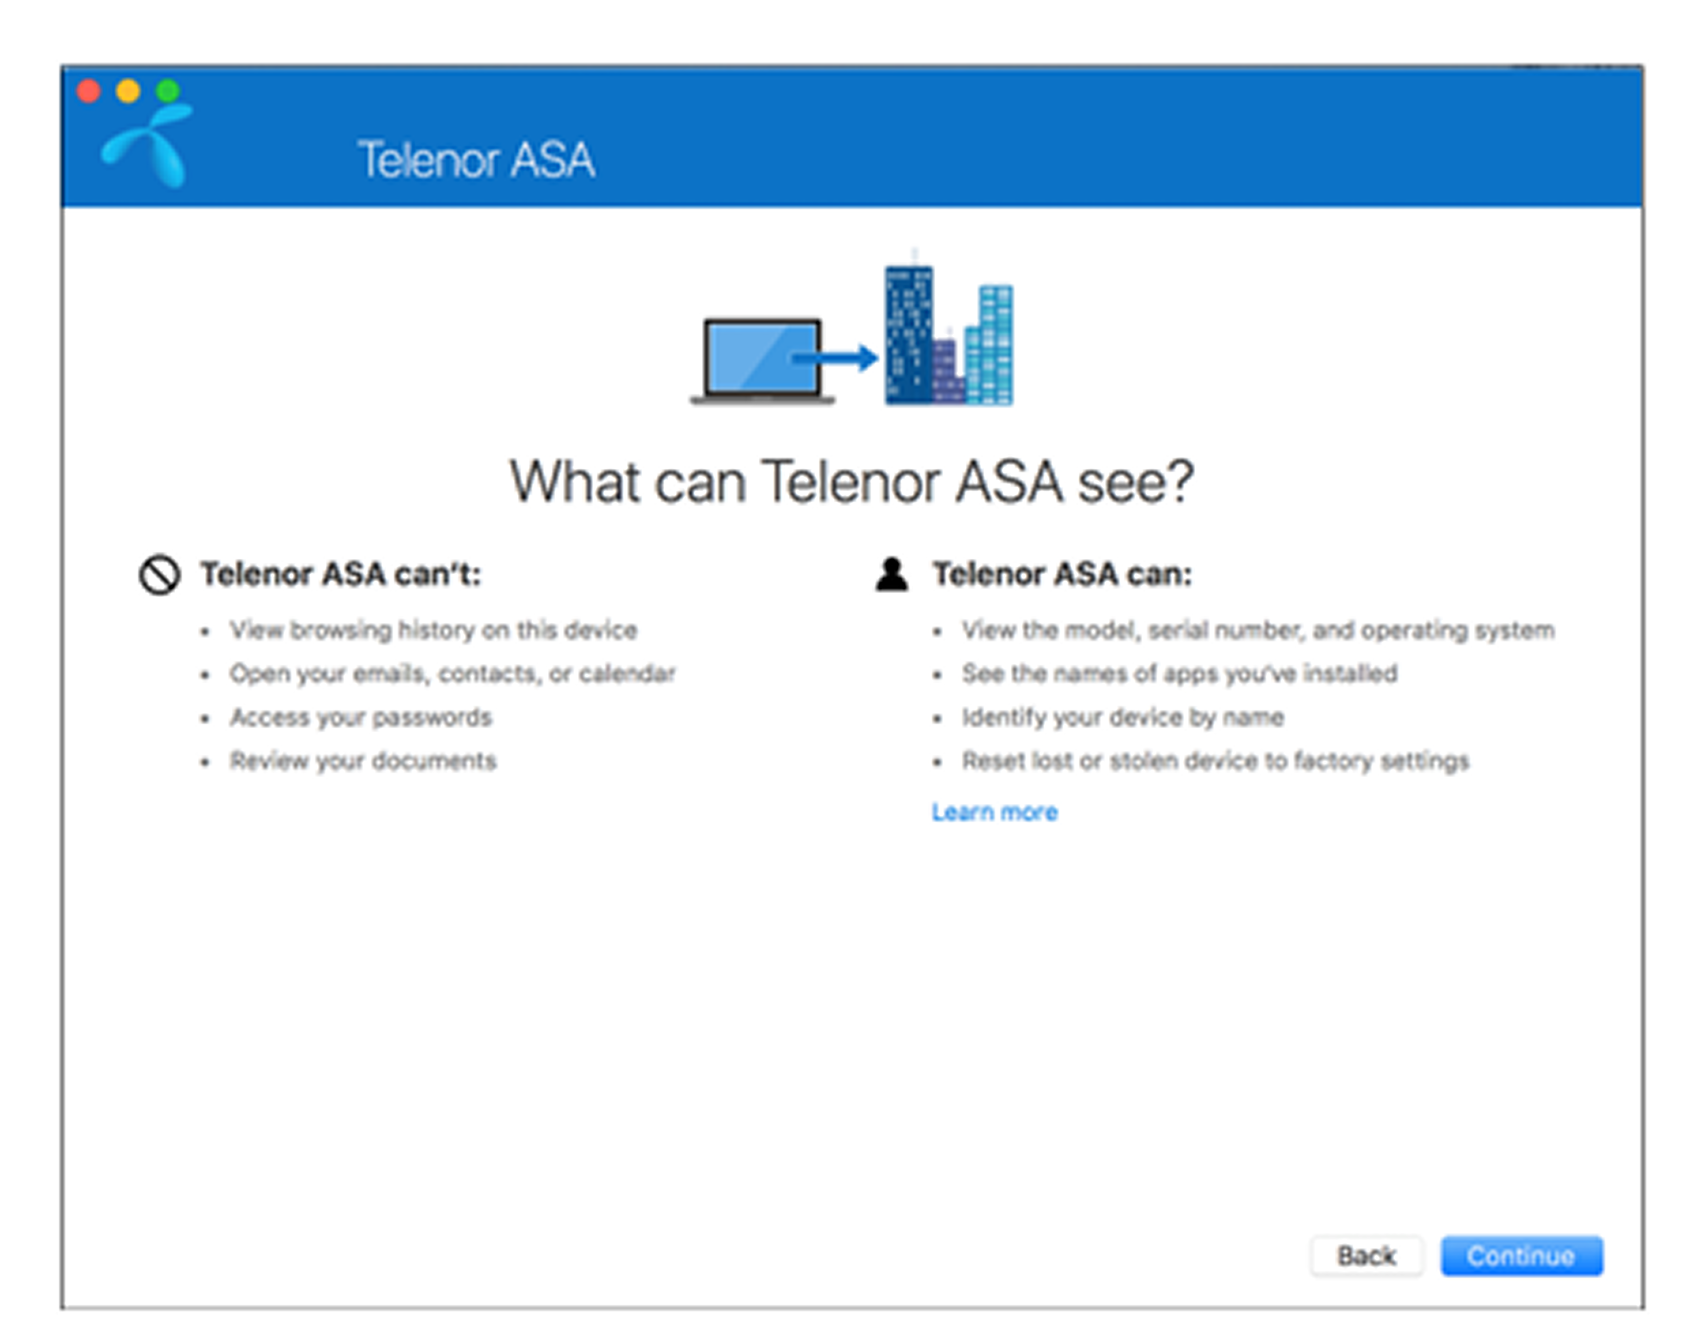 Telenor ASA
What can Telenor ASA see?
Telenor ASA can't:
• View browsing history on this device
• Open your emails, contacts, or calendar
• Access your passwords
• Review your documents
Telenor ASA can:
• View the model, serial number, and operating system
• See the names of apps you've installed
• Identify your device by name
• Reset lost or stolen device to factory settings
Learn more
Back
Continue